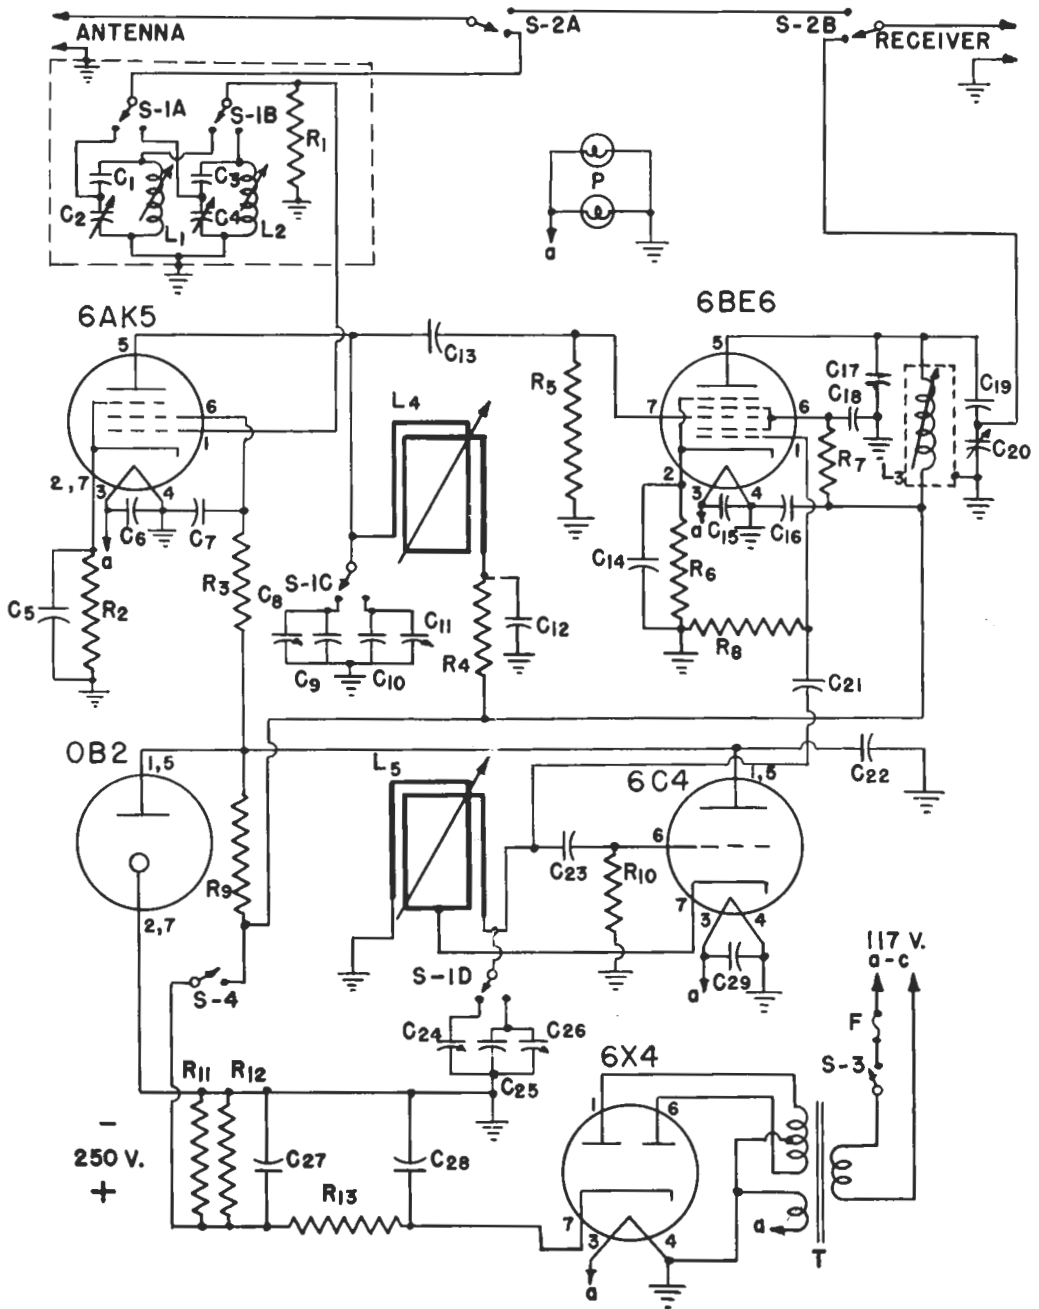 ANTENNA
S-2A
S-2B
RECEIVER
S-1A
S-1B
R1
C1
C2
L1
C3
C4
L2
P
a
6AK5
6BE6
5
6
1
2,7
3
4
C6
C7
a
C5
R2
R3
C13
L4
R5
S-1C
C8
C9
C10
C11
R4
C12
5
7
6
1
2
3
4
a
C15
C16
C14
R6
R7
R8
C17
C18
L3
C19
C20
C21
OB2
1,5
2,7
R9
L5
6C4
1,5
6
7
3
4
C22
C23
R10
C29
a
S-4
S-1D
C24
C25
C26
117 V.
a-c
F
S-3
R11
R12
-
250 V.
+
C27
R13
C28
6X4
1
6
7
3
4
a
a
T